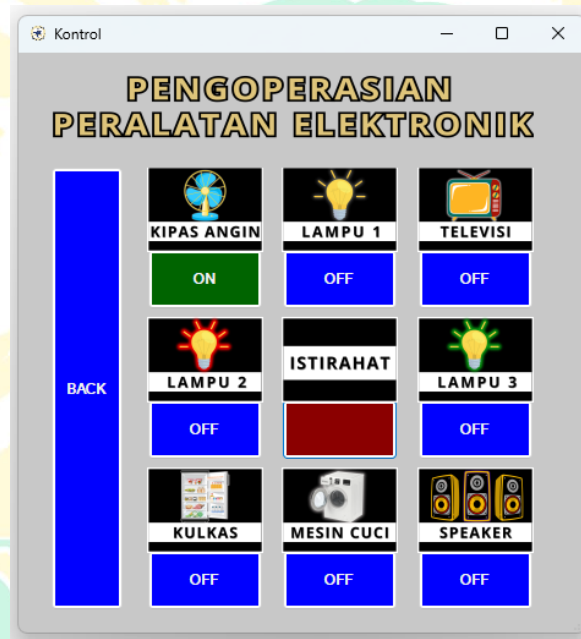 Kontrol
PENGOPERASIAN
PERALATAN ELEKTRONIK
BACK
KIPAS ANGIN
LAMPU 1
TELEVISI
ON
OFF
OFF
LAMPU 2
ISTIRAHAT
LAMPU 3
OFF
OFF
KULKAS
MESIN CUCI
SPEAKER
OFF
OFF
OFF